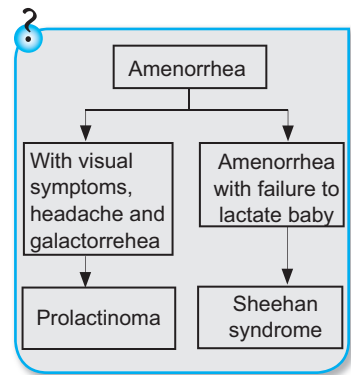 ?
Amenorrhea
With visual
symptoms,
headache and
galactorrehea
Amenorrhea
with failure to
lactate baby
Prolactinoma
Sheehan
syndrome